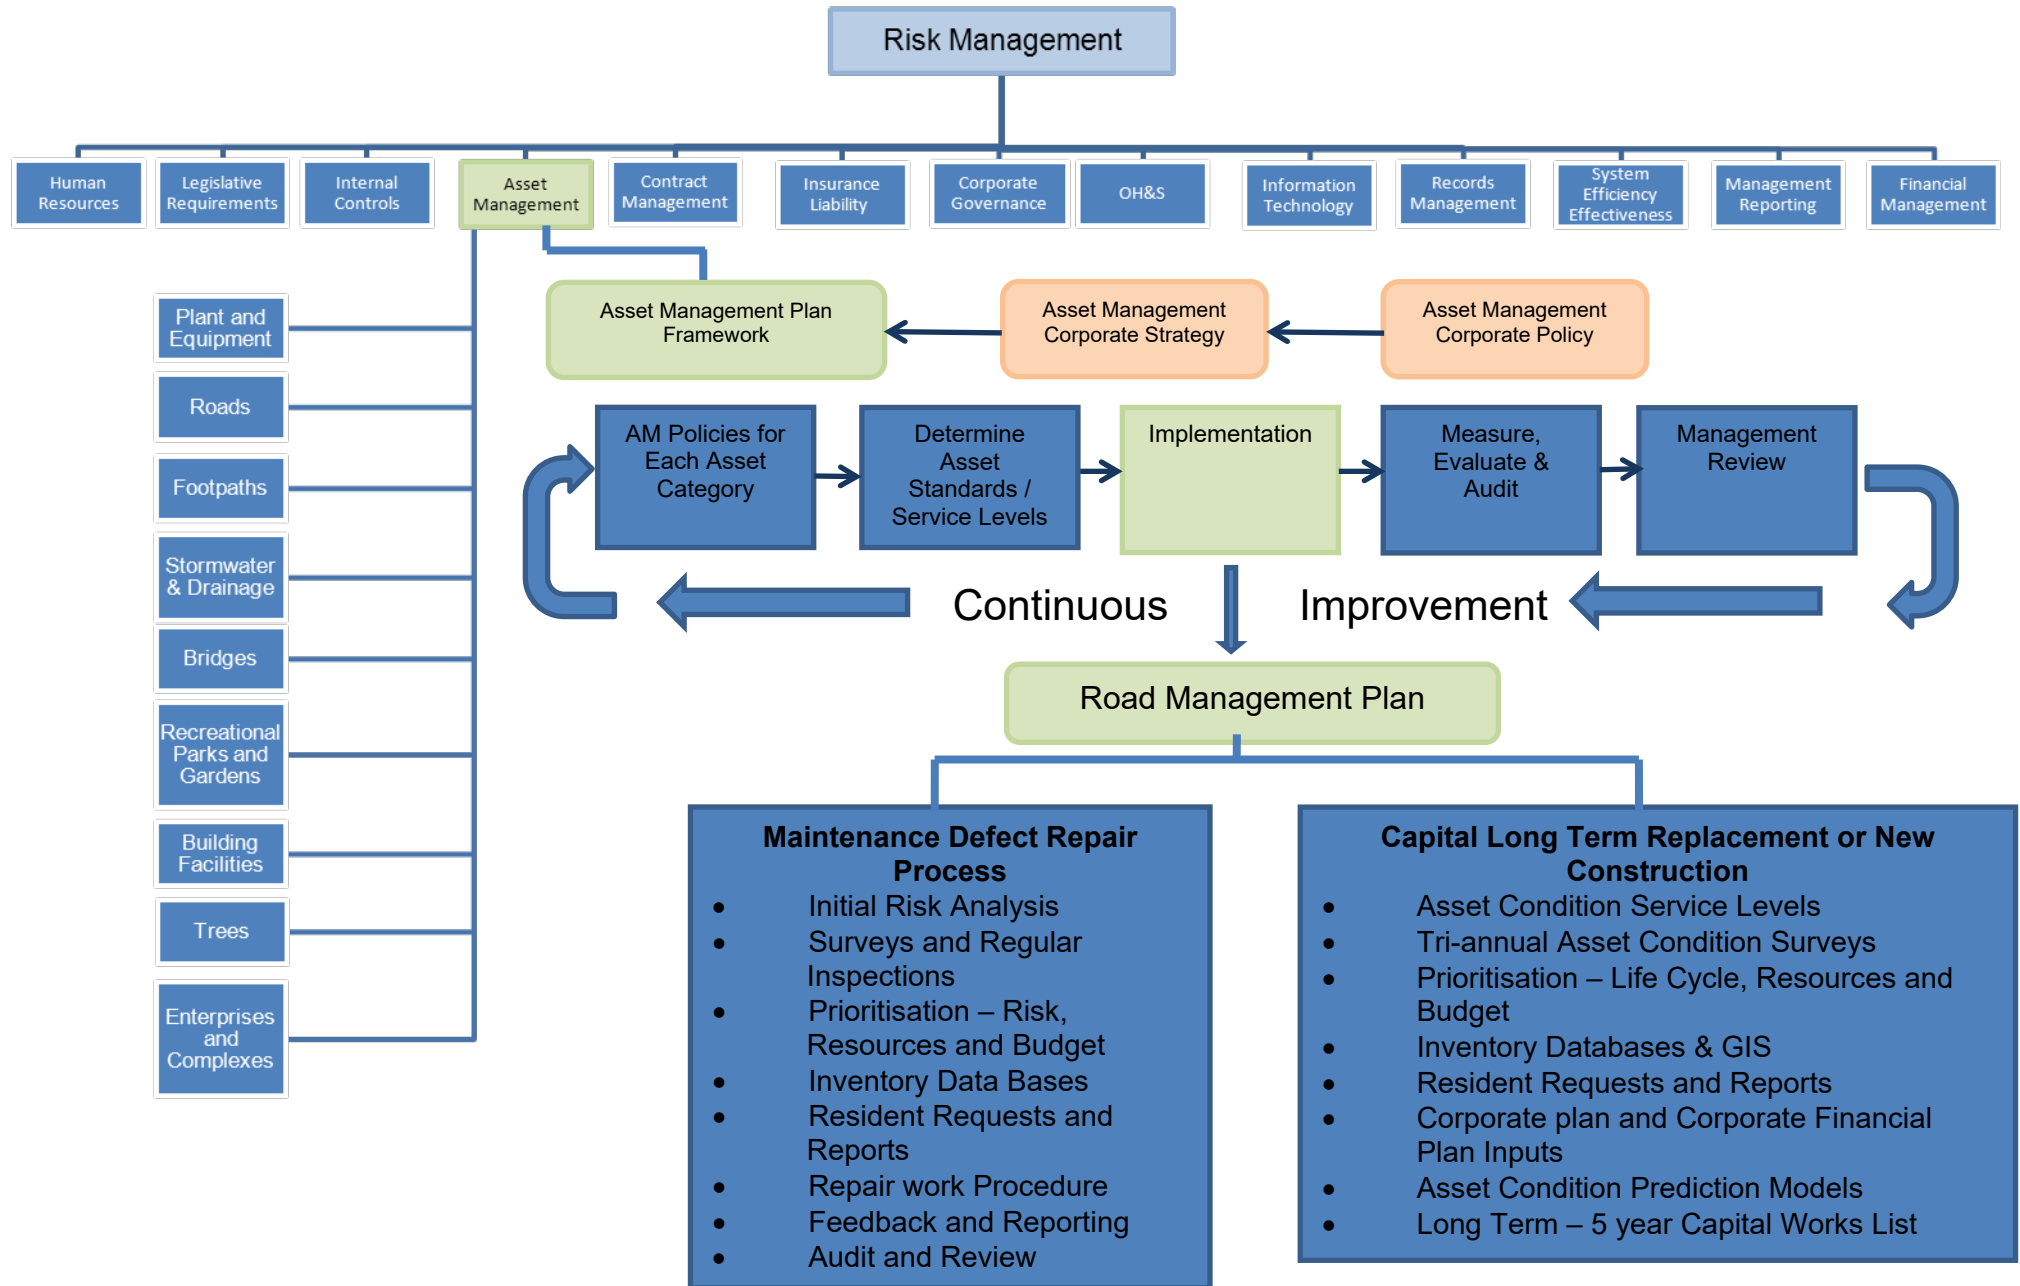 Risk Management
Human
Resources
Legislative
Requirements
Internal
Controls
Asset
Management
Contract
Management
Insurance
Liability
Corporate
Governance
OH&S
Information
Technology
Records
Management
System
Efficiency
Effectiveness
Management
Reporting
Financial
Management
Plant and
Equipment
Roads
Footpaths
Stormwater
& Drainage
Bridges
Recreational
Parks and
Gardens
Building
Facilities
Trees
Enterprises
and
Complexes
Asset Management Plan
Framework
Asset Management
Corporate Strategy
Asset Management
Corporate Policy
AM Policies for
Each Asset
Category
Determine
Asset
Standards /
Service Levels
Implementation
Measure,
Evaluate &
Audit
Management
Review
Continuous Improvement
Road Management Plan
Maintenance Defect Repair
Process
• Initial Risk Analysis
• Surveys and Regular
Inspections
• Prioritisation – Risk,
Resources and Budget
• Inventory Data Bases
• Resident Requests and
Reports
• Repair work Procedure
• Feedback and Reporting
• Audit and Review
Capital Long Term Replacement or New
Construction
• Asset Condition Service Levels
• Tri-annual Asset Condition Surveys
• Prioritisation – Life Cycle, Resources and
Budget
• Inventory Databases & GIS
• Resident Requests and Reports
• Corporate plan and Corporate Financial
Plan Inputs
• Asset Condition Prediction Models
• Long Term – 5 year Capital Works List